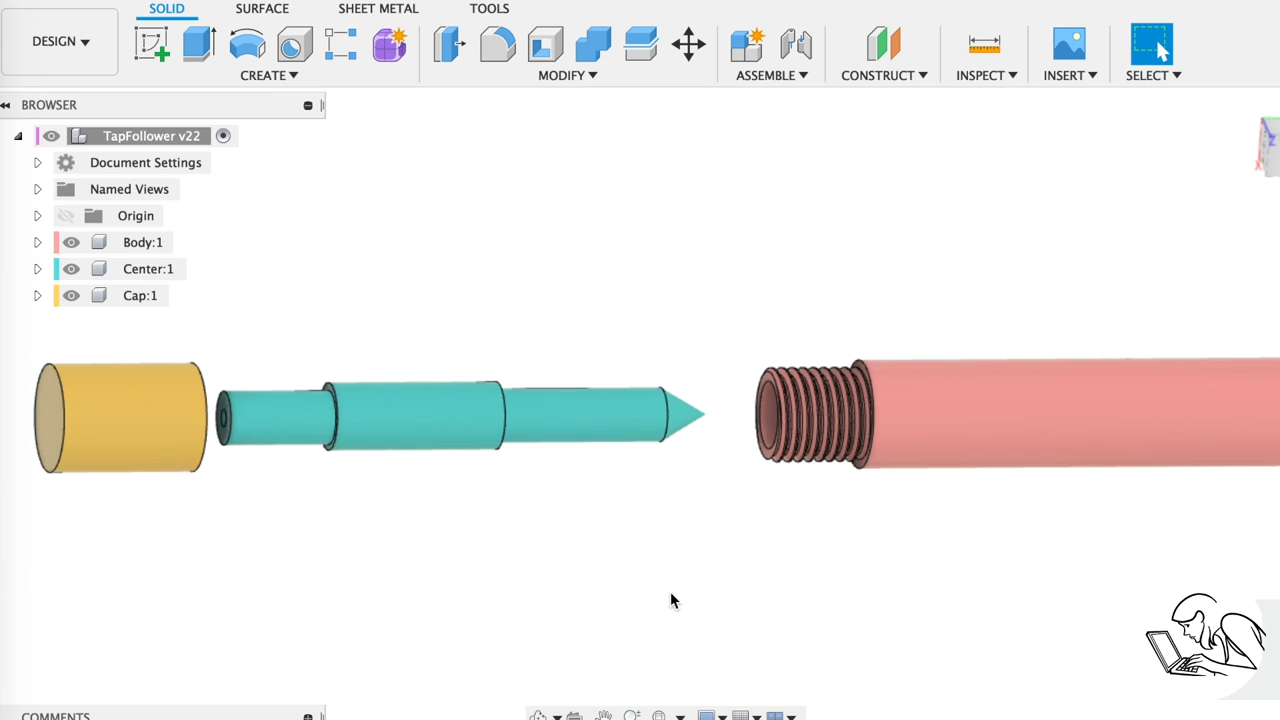 SOLID SURFACE SHEET METAL TOOLS
DESIGN
CREATE MODIFY ASSEMBLE CONSTRUCT INSPECT INSERT SELECT
BROWSER
TapFollower v22
Document Settings
Named Views
Origin
Body:1
Center:1
Cap:1
Z
X
COMMENTS